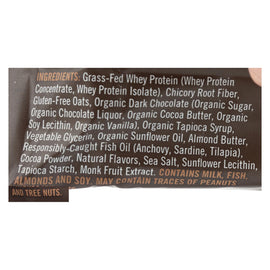 INGREDIENTS: Grass-Fed Whey Protein (Whey Protein
Concentrate, Whey Protein Isolate), Chicory Root Fiber,
Gluten-Free Oats, Organic Dark Chocolate (Organic Sugar,
Organic Chocolate Liquor, Organic Cocoa Butter, Organic
Soy Lecithin, Organic Vanilla), Organic Tapioca Syrup,
Vegetable Glycerin, Organic Sunflower Oil, Almond Butter,
Responsibly-Caught Fish Oil (Anchovy, Sardine, Tilapia),
Cocoa Powder, Natural Flavors, Sea Salt, Sunflower Lecithin,
Tapioca Starch, Monk Fruit Extract. CONTAINS MILK, FISH,
ALMONDS AND SOY. MAY CONTAIN TRACES OF PEANUTS
AND TREE NUTS.